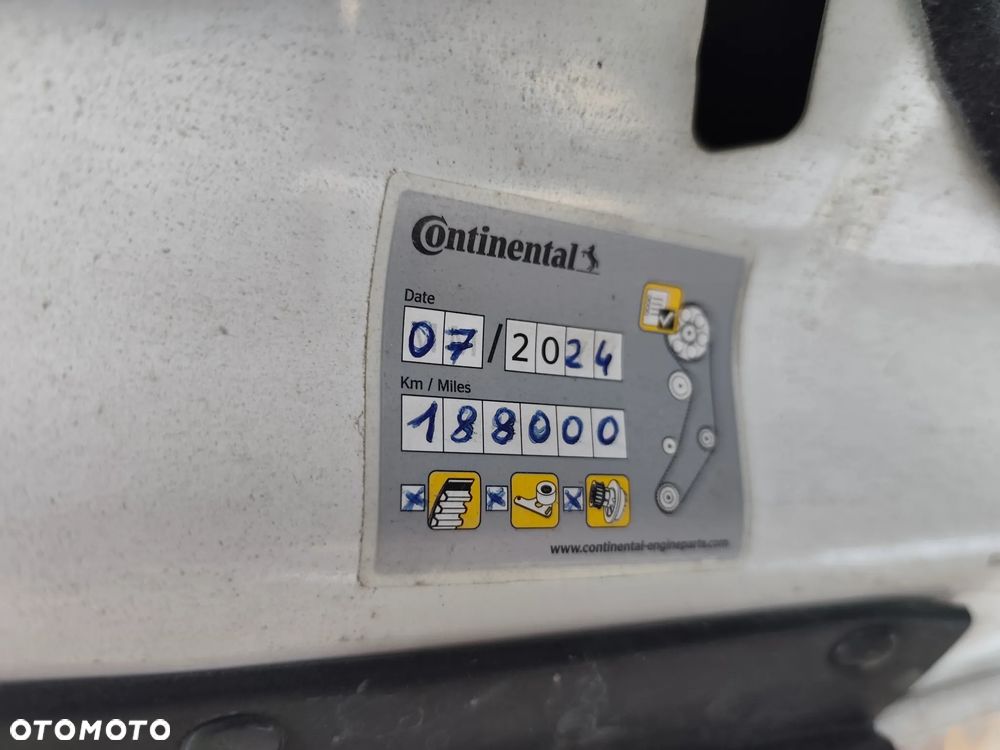 Continental
Date
07/2024
Km / Miles
188000
www.continental-engineparts.com
OTOMOTO